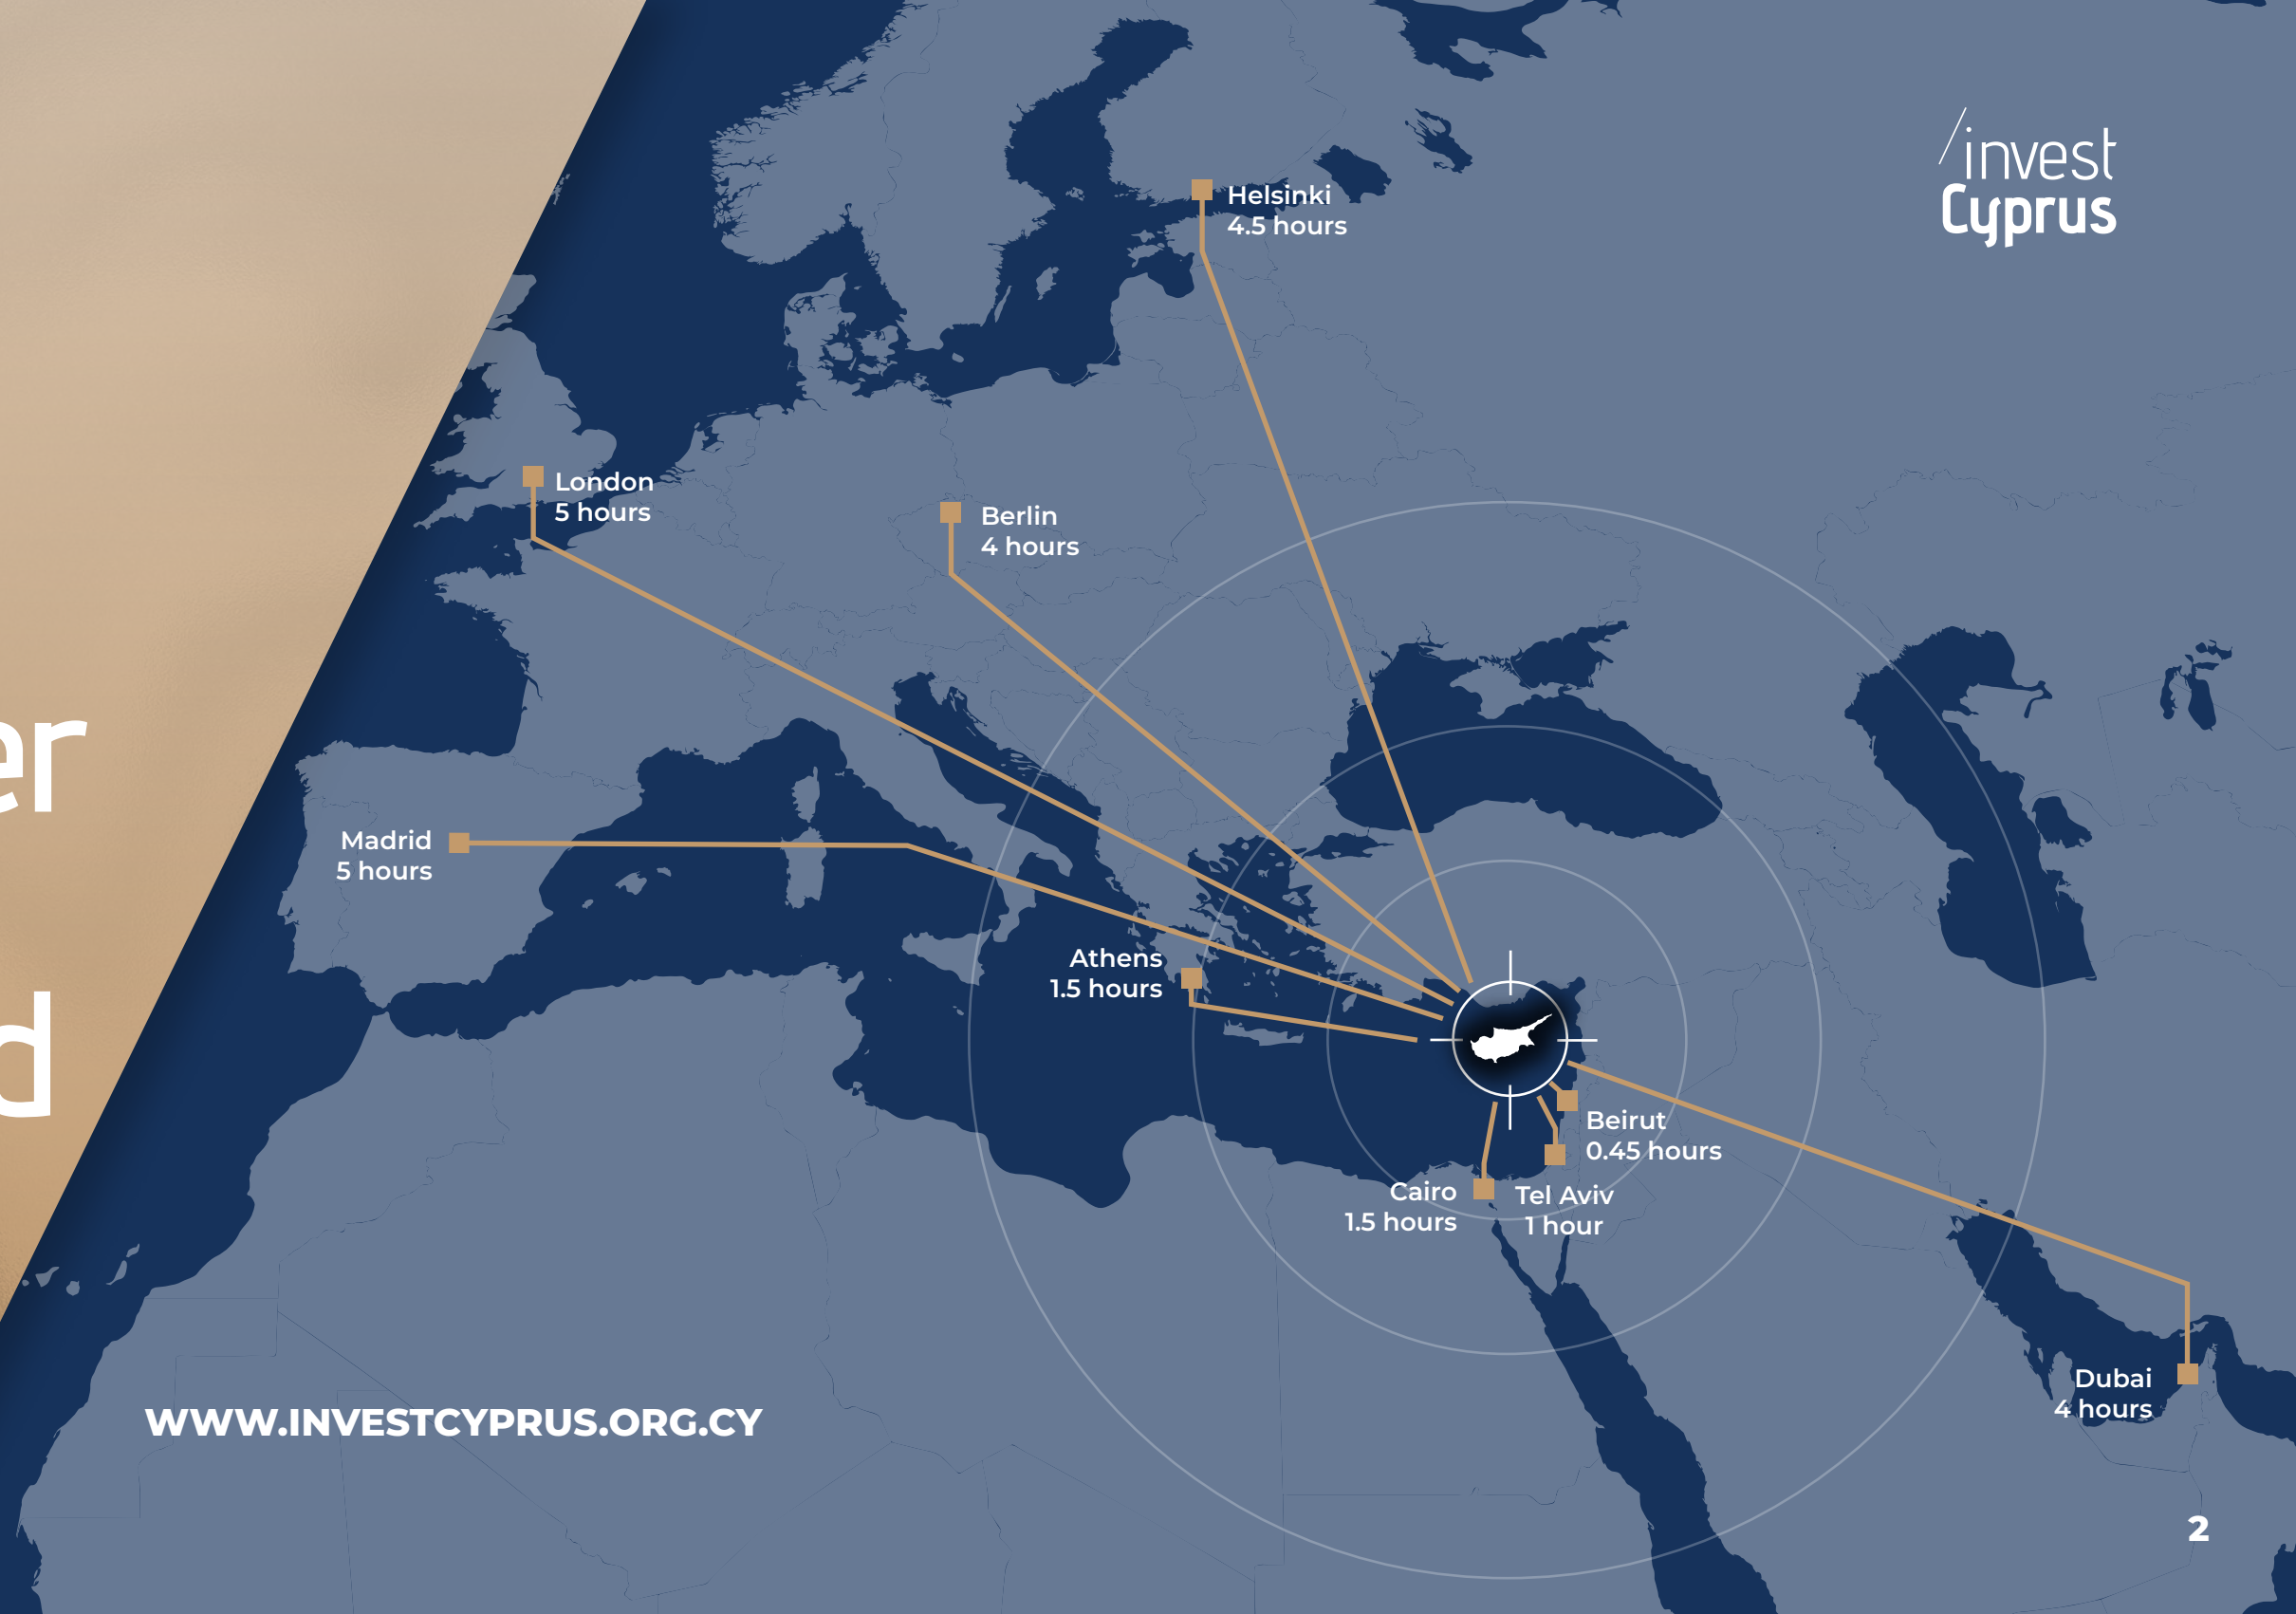 invest
Cyprus
Helsinki
4.5 hours
London
5 hours
Berlin
4 hours
er
Madrid
5 hours
Athens
1.5 hours
d
Beirut
0.45 hours
Cairo
1.5 hours
Tel Aviv
1 hour
Dubai
4 hours
WWW.INVESTCYPRUS.ORG.CY
2